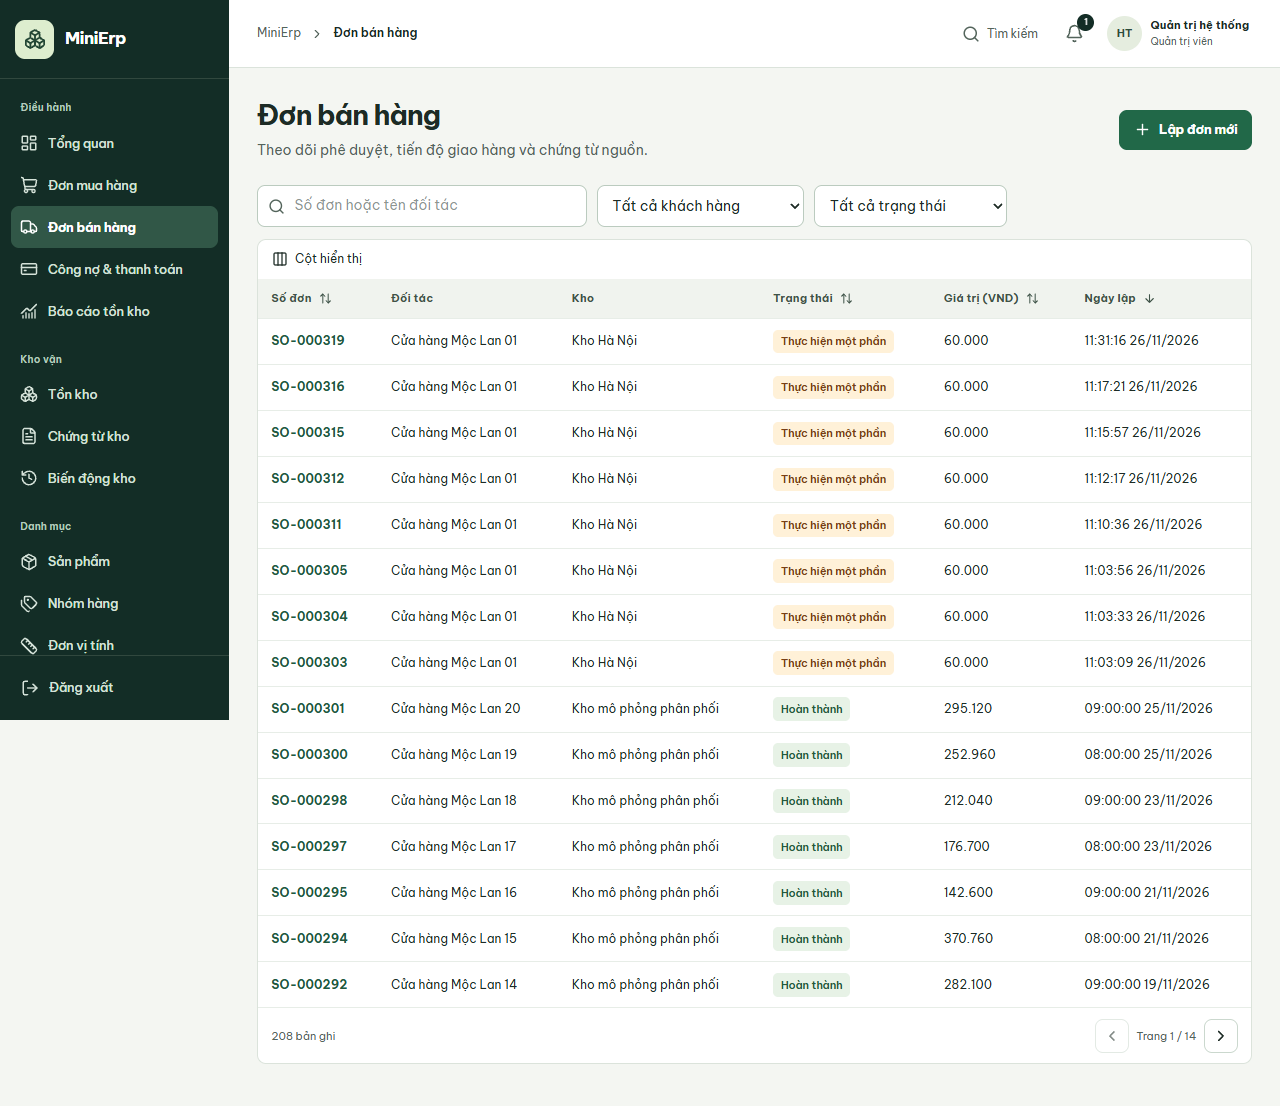 MiniErp
Điều hành
Tổng quan
Đơn mua hàng
Đơn bán hàng
Công nợ & thanh toán
Báo cáo tồn kho
Kho vận
Tồn kho
Chứng từ kho
Biến động kho
Danh mục
Sản phẩm
Nhóm hàng
Đơn vị tính
Đăng xuất
MiniErp > Đơn bán hàng
Tìm kiếm
1
HT
Quản trị hệ thống
Quản trị viên
Đơn bán hàng
Theo dõi phê duyệt, tiến độ giao hàng và chứng từ nguồn.
Lập đơn mới
Số đơn hoặc tên đối tác
Tất cả khách hàng
Tất cả trạng thái
Cột hiển thị
Số đơn Đối tác Kho Trạng thái Giá trị (VND) Ngày lập
SO-000319 Cửa hàng Mộc Lan 01 Kho Hà Nội Thực hiện một phần 60.000 11:31:16 26/11/2026
SO-000316 Cửa hàng Mộc Lan 01 Kho Hà Nội Thực hiện một phần 60.000 11:17:21 26/11/2026
SO-000315 Cửa hàng Mộc Lan 01 Kho Hà Nội Thực hiện một phần 60.000 11:15:57 26/11/2026
SO-000312 Cửa hàng Mộc Lan 01 Kho Hà Nội Thực hiện một phần 60.000 11:12:17 26/11/2026
SO-000311 Cửa hàng Mộc Lan 01 Kho Hà Nội Thực hiện một phần 60.000 11:10:36 26/11/2026
SO-000305 Cửa hàng Mộc Lan 01 Kho Hà Nội Thực hiện một phần 60.000 11:03:56 26/11/2026
SO-000304 Cửa hàng Mộc Lan 01 Kho Hà Nội Thực hiện một phần 60.000 11:03:33 26/11/2026
SO-000303 Cửa hàng Mộc Lan 01 Kho Hà Nội Thực hiện một phần 60.000 11:03:09 26/11/2026
SO-000301 Cửa hàng Mộc Lan 20 Kho mô phỏng phân phối Hoàn thành 295.120 09:00:00 25/11/2026
SO-000300 Cửa hàng Mộc Lan 19 Kho mô phỏng phân phối Hoàn thành 252.960 08:00:00 25/11/2026
SO-000298 Cửa hàng Mộc Lan 18 Kho mô phỏng phân phối Hoàn thành 212.040 09:00:00 23/11/2026
SO-000297 Cửa hàng Mộc Lan 17 Kho mô phỏng phân phối Hoàn thành 176.700 08:00:00 23/11/2026
SO-000295 Cửa hàng Mộc Lan 16 Kho mô phỏng phân phối Hoàn thành 142.600 09:00:00 21/11/2026
SO-000294 Cửa hàng Mộc Lan 15 Kho mô phỏng phân phối Hoàn thành 370.760 08:00:00 21/11/2026
SO-000292 Cửa hàng Mộc Lan 14 Kho mô phỏng phân phối Hoàn thành 282.100 09:00:00 19/11/2026
208 bản ghi
Trang 1 / 14